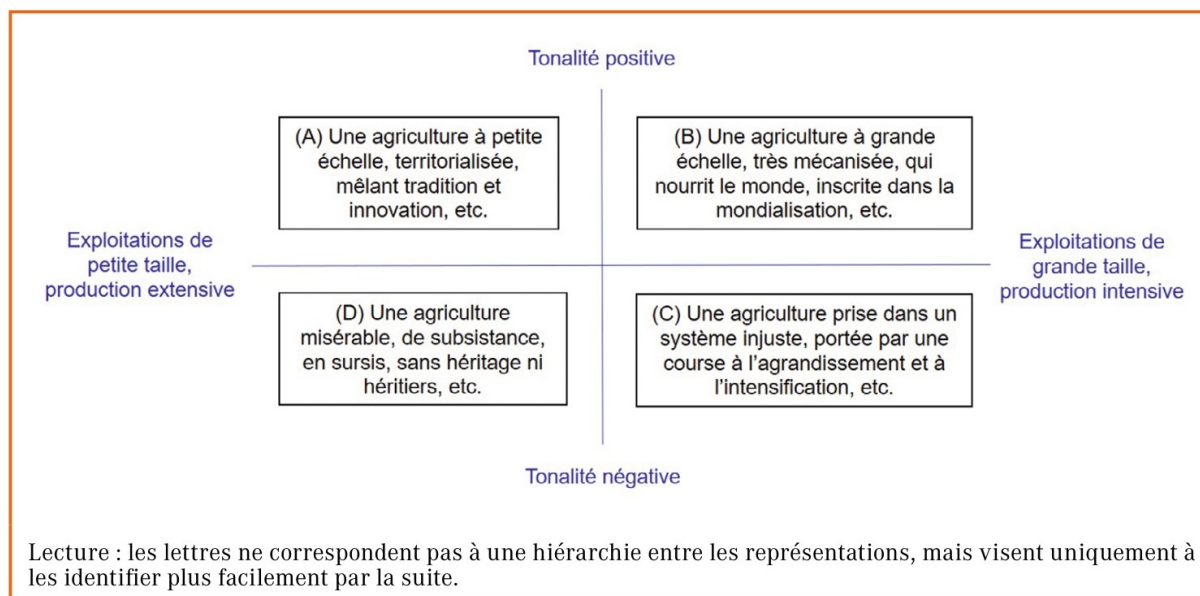 Tonalité positive
(A) Une agriculture à petite
échelle, territorialisée,
mêlant tradition et
innovation, etc.
(B) Une agriculture à grande
échelle, très mécanisée, qui
nourrit le monde, inscrite dans la
mondialisation, etc.
Exploitations de
petite taille,
production extensive
Exploitations de
grande taille,
production intensive
(D) Une agriculture
misérable, de subsistance,
en sursis, sans héritage ni
héritiers, etc.
(C) Une agriculture prise dans un
système injuste, portée par une
course à l'agrandissement et à
l'intensification, etc.
Tonalité négative
Lecture : les lettres ne correspondent pas à une hiérarchie entre les représentations, mais visent uniquement à
les identifier plus facilement par la suite.